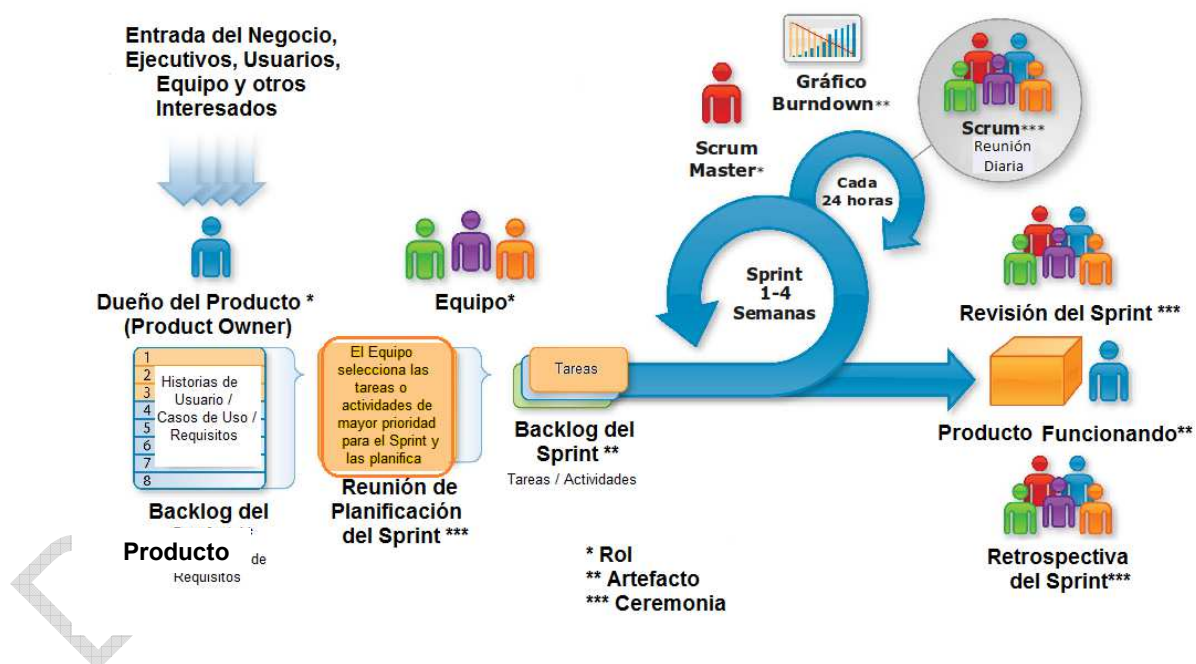 Entrada del Negocio,
Ejecutivos, Usuarios,
Equipo y otros
Interesados
Dueño del Producto *
(Product Owner)
1
2
3
4
5
6
7
8
Historias de
Usuario /
Casos de Uso /
Requisitos
Backlog del
Producto de
Requisitos
Equipo*
El Equipo
selecciona las
tareas o
actividades de
mayor prioridad
para el Sprint y
las planifica
Reunión de
Planificación
del Sprint ***
Tareas
Backlog del
Sprint **
Tareas / Actividades
Scrum
Master*
Gráfico
Burndown**
Cada
24 horas
Sprint
1-4
Semanas
Scrum***
Reunión
Diaria
Revisión del Sprint ***
Producto Funcionando**
Retrospectiva
del Sprint***
* Rol
** Artefacto
*** Ceremonia